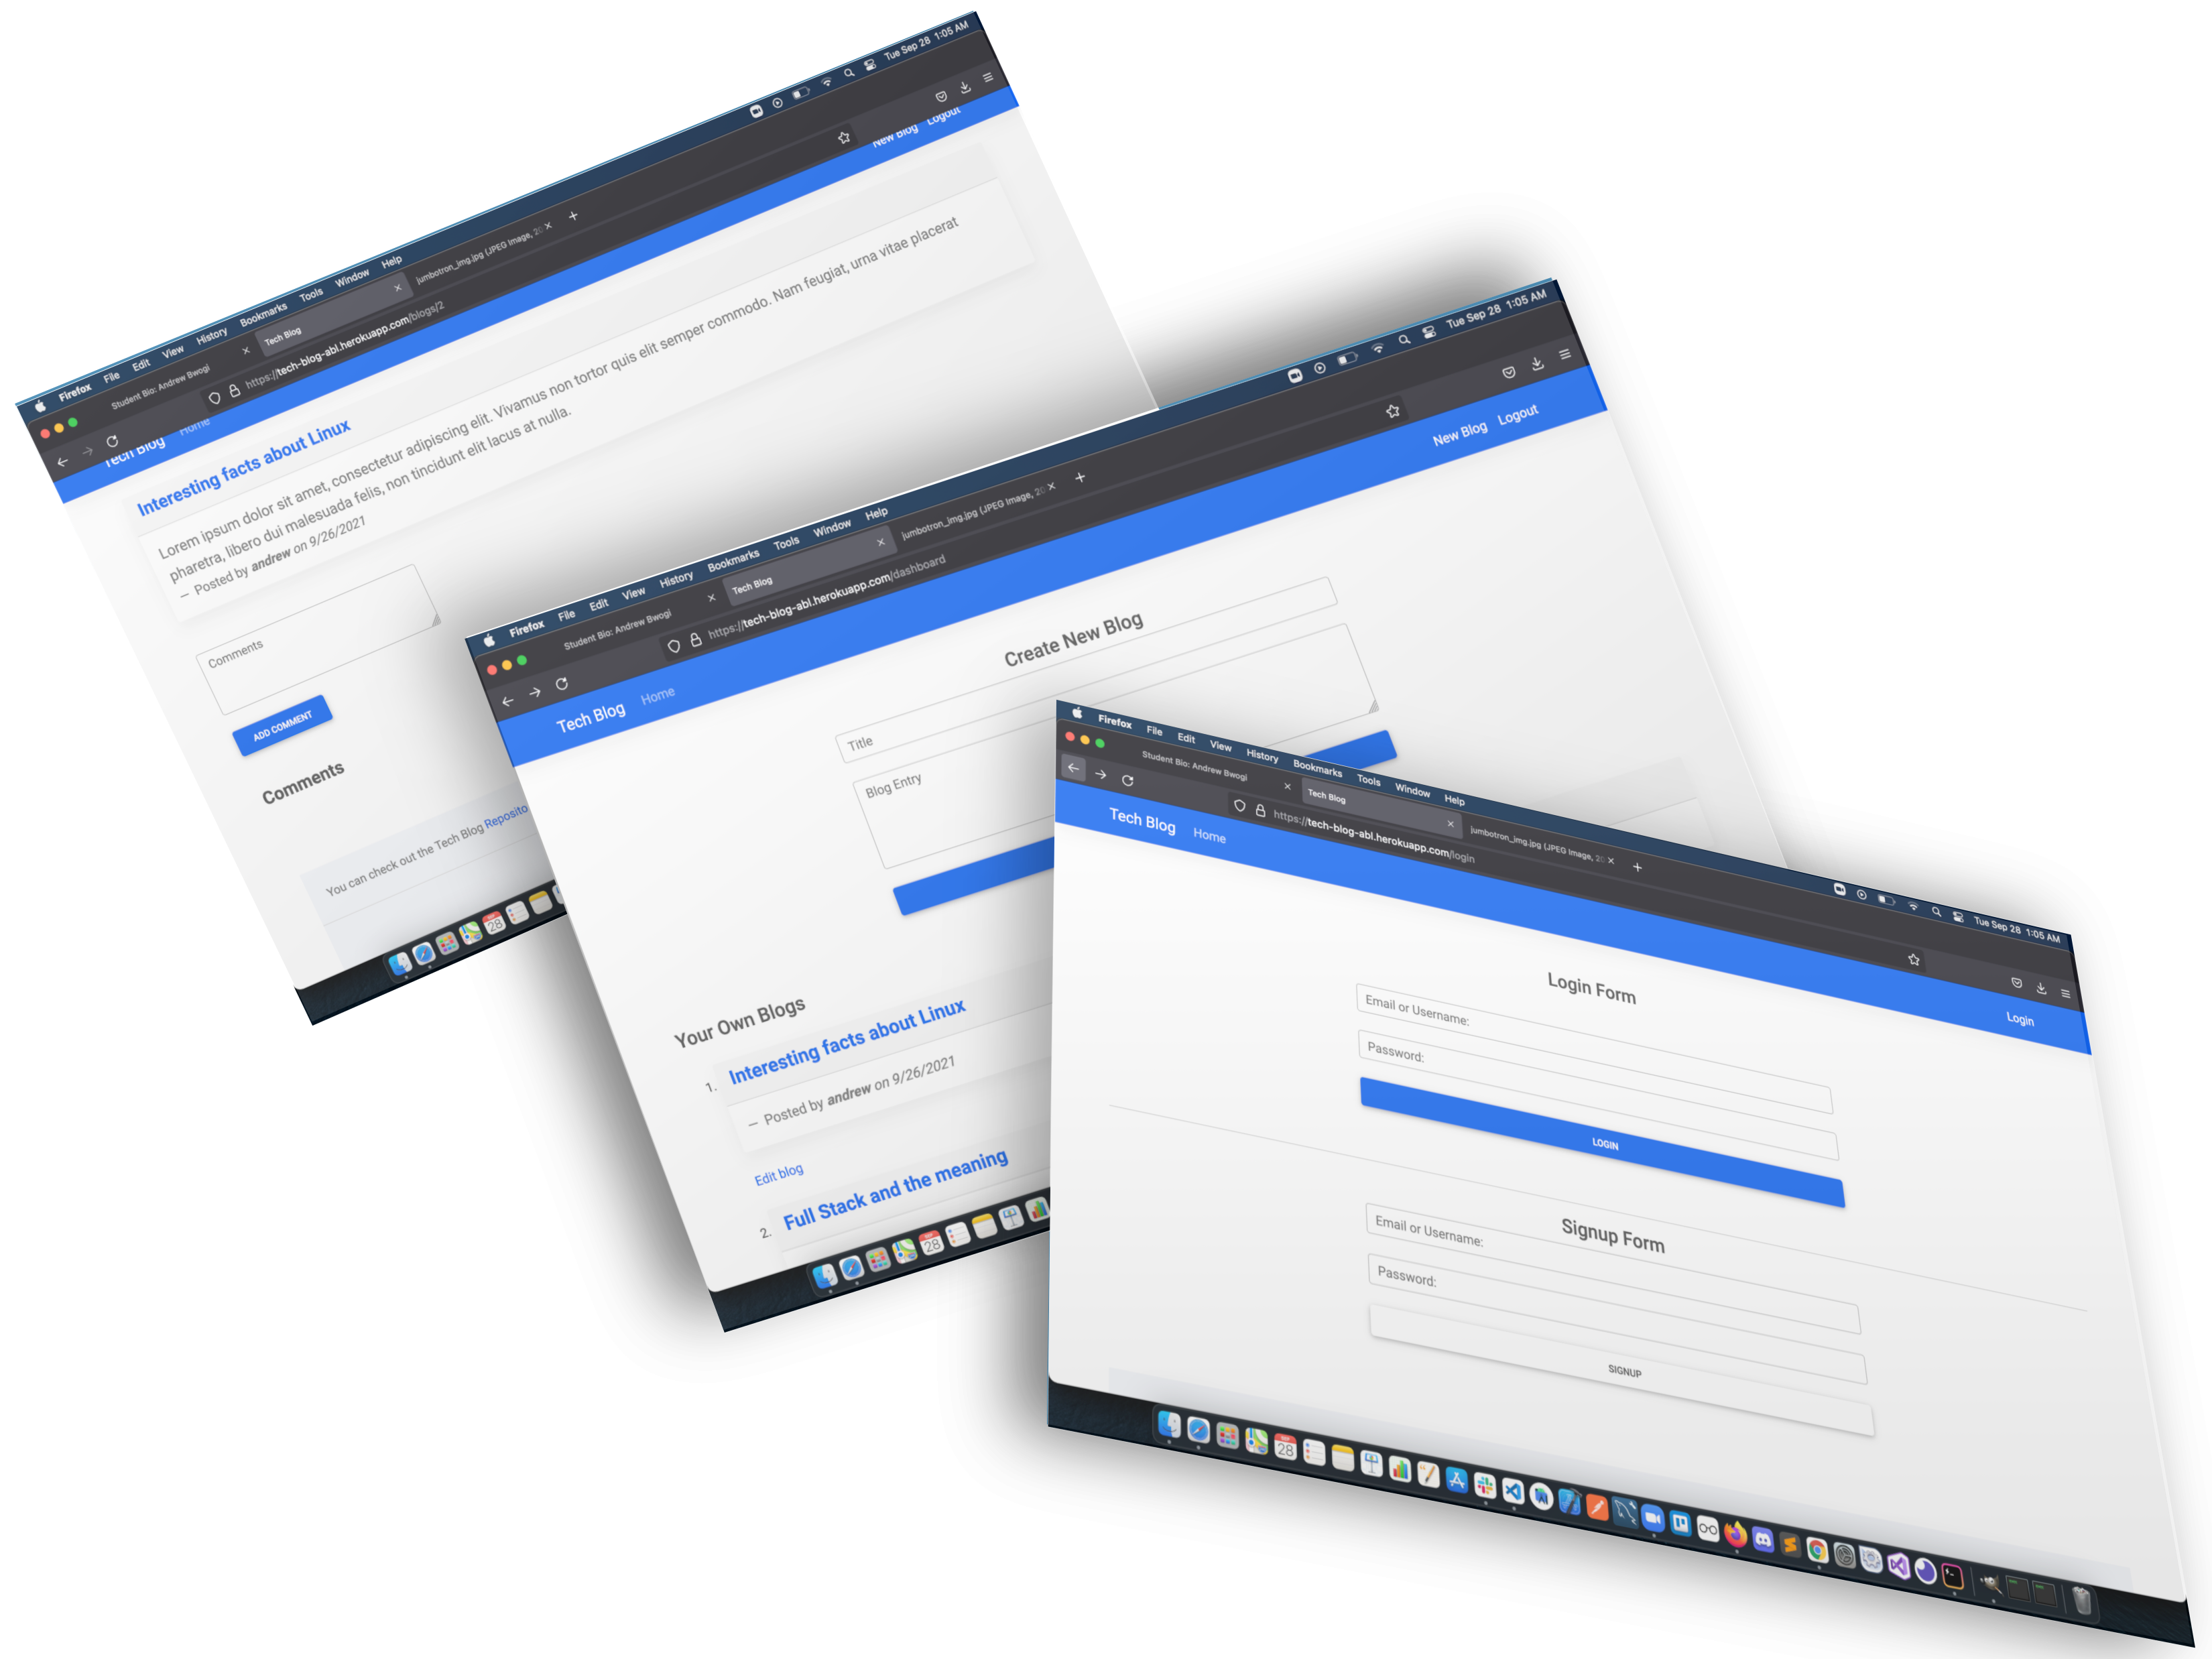 Firefox File Edit View History Bookmarks Tools Window Help
Tue Sep 28 1:05 AM
Student Bio: Andrew Bwogi
Tech Blog
jumbotron_img.jpg (JPEG Image, 20
https://tech-blog-abl.herokuapp.com/blogs/2
Tech Blog Home
New Blog Logout
Interesting facts about Linux
Lorem ipsum dolor sit amet, consectetur adipiscing elit. Vivamus non tortor quis elit semper commodo. Nam feugiat, urna vitae placerat
pharetra, libero dui malesuada felis, non tincidunt elit lacus at nulla.
— Posted by andrew on 9/26/2021
Comments
ADD COMMENT
Comments
You can check out the Tech Blog Reposito
28
Firefox File Edit View History Bookmarks Tools Window Help
Tue Sep 28 1:05 AM
Student Bio: Andrew Bwogi
Tech Blog
jumbotron_img.jpg (JPEG Image, 20
https://tech-blog-abl.herokuapp.com/dashboard
Tech Blog Home
New Blog Logout
Create New Blog
Title
Blog Entry
Your Own Blogs
1. Interesting facts about Linux
— Posted by andrew on 9/26/2021
Edit blog
2. Full Stack and the meaning
28
Firefox File Edit View History Bookmarks Tools Window Help
Tue Sep 28 1:05 AM
Student Bio: Andrew Bwogi
Tech Blog
jumbotron_img.jpg (JPEG Image, 20
https://tech-blog-abl.herokuapp.com/login
Tech Blog Home
Login
Login Form
Email or Username:
Password:
LOGIN
Signup Form
Email or Username:
Password:
SIGNUP
28